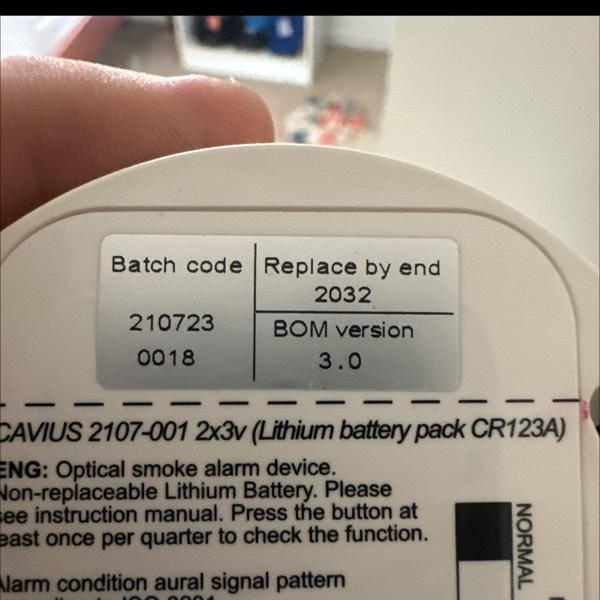 Batch code
210723
0018
Replace by end
2032
BOM version
3.0
CAVIUS 2107-001 2x3v (Lithium battery pack CR123A)
ENG: Optical smoke alarm device.
Non-replaceable Lithium Battery. Please
see instruction manual. Press the button at
least once per quarter to check the function.
Alarm condition aural signal pattern
NORMAL